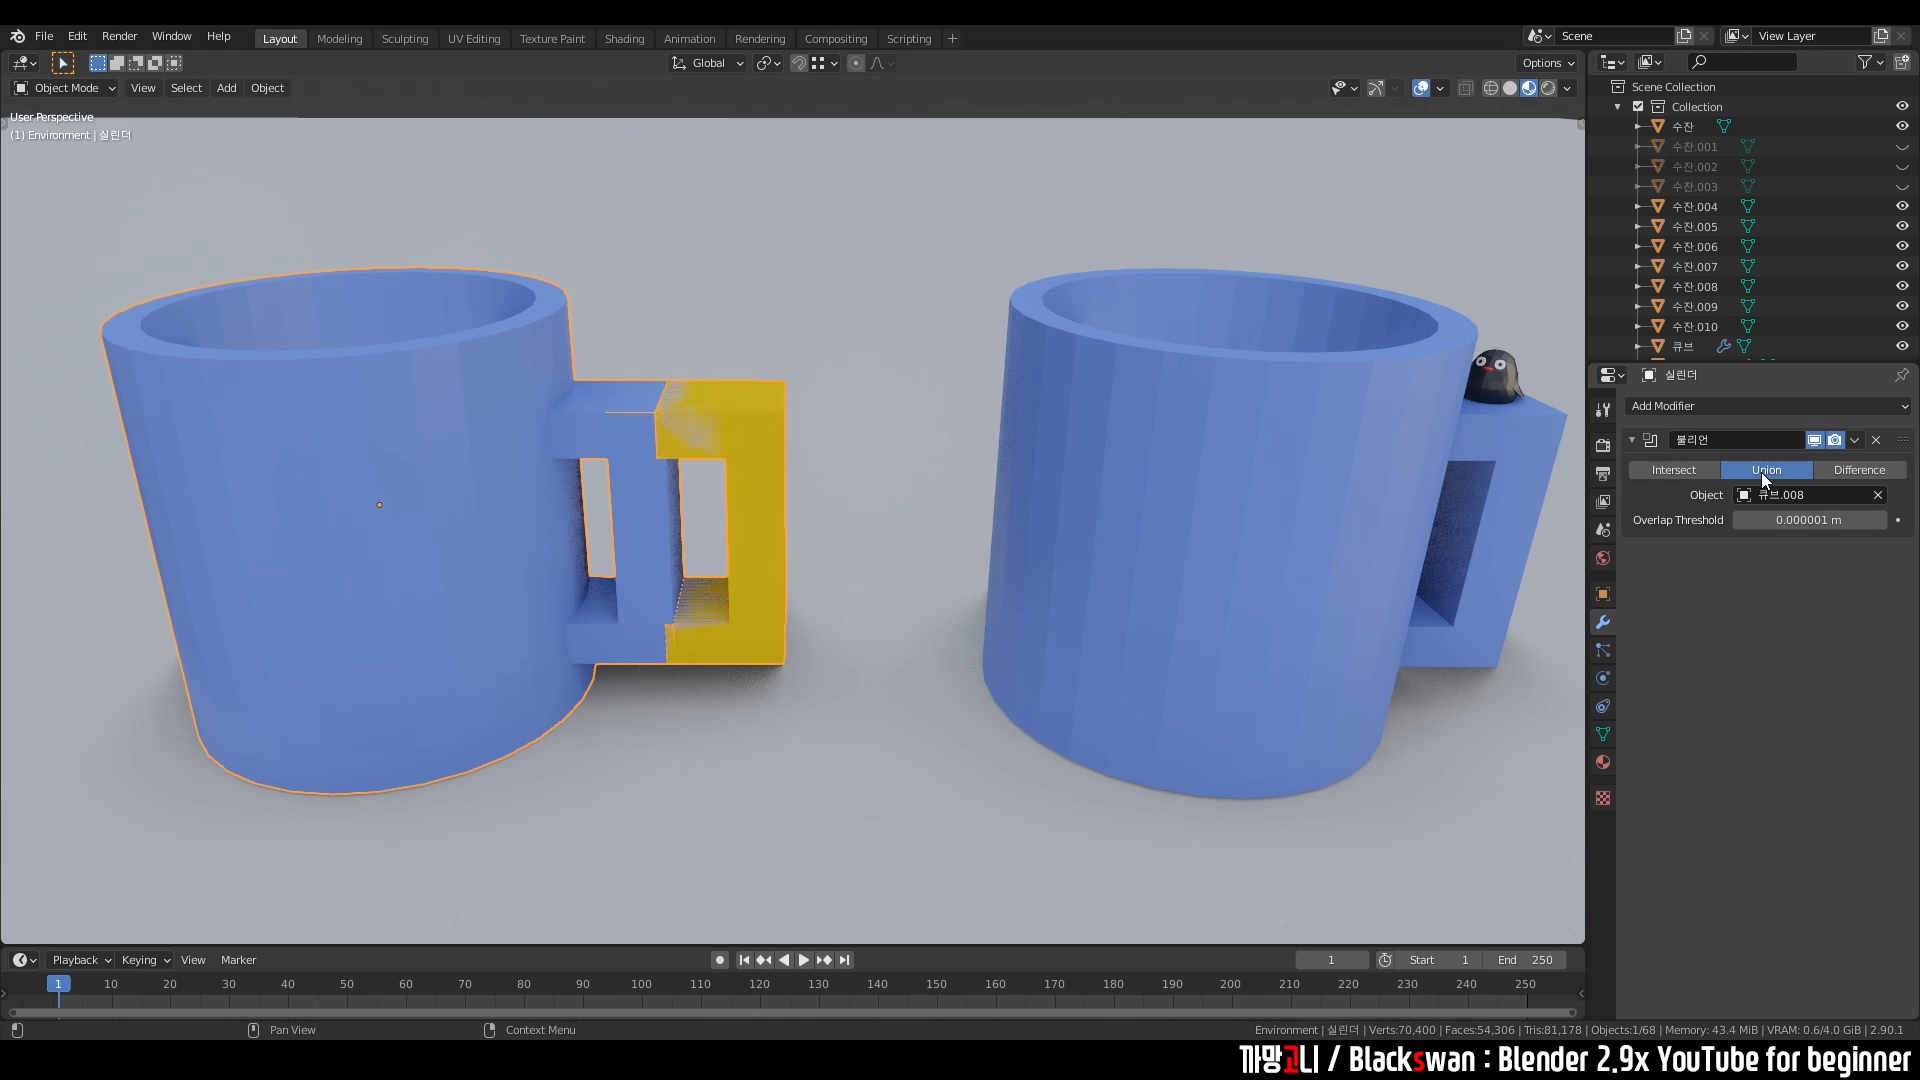 File Edit Render Window Help Layout Modeling Sculpting UV Editing Texture Paint Shading Animation Rendering Compositing Scripting + Scene View Layer
Global Options
Object Mode View Select Add Object
User Perspective
(1) Environment | 실린더
Scene Collection
Collection
수잔
수잔.001
수잔.002
수잔.003
수잔.004
수잔.005
수잔.006
수잔.007
수잔.008
수잔.009
수잔.010
큐브
실린더
Add Modifier
불리언
Intersect Union Difference
Object 큐브.008
Overlap Threshold 0.000001 m
Playback Keying View Marker 1 Start 1 End 250
1 10 20 30 40 50 60 70 80 90 100 110 120 130 140 150 160 170 180 190 200 210 220 230 240 250
Pan View Context Menu Environment | 실린더 | Verts:70,400 | Faces:54,306 | Tris:81,178 | Objects:1/68 | Memory: 43.4 MiB | VRAM: 0.6/4.0 GiB | 2.90.1
까망고니 / Blackswan : Blender 2.9x YouTube for beginner